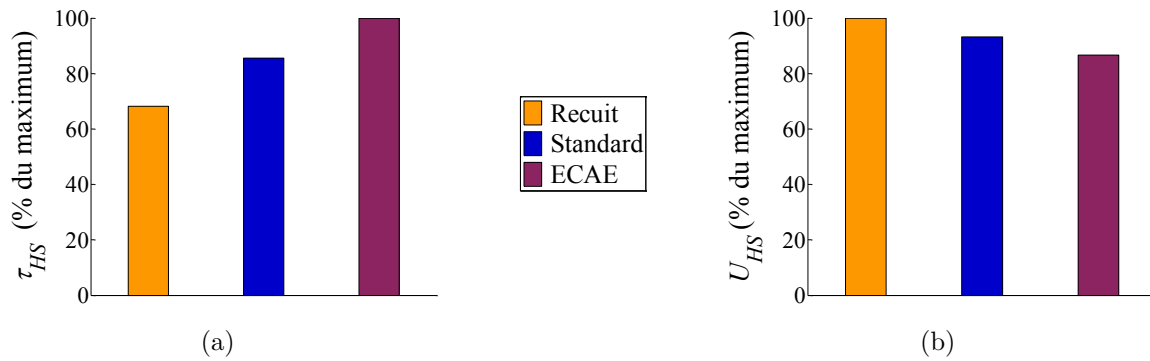 τHS (% du maximum)
100
80
60
40
20
0
(a)
Recuit
Standard
ECAE
UHS (% du maximum)
100
80
60
40
20
0
(b)